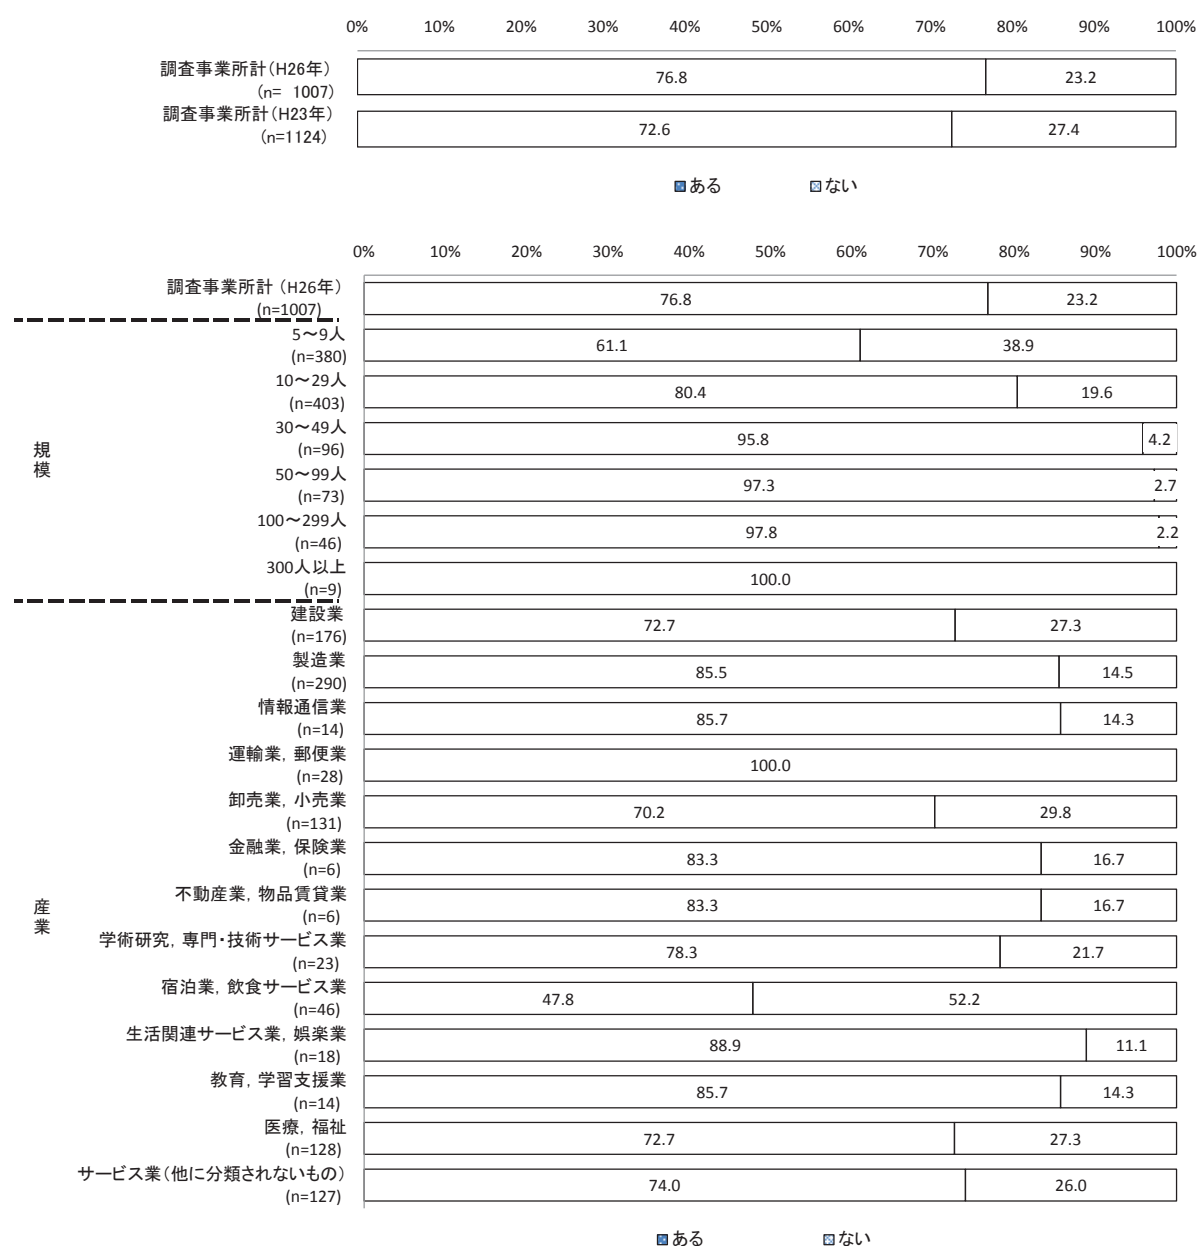 0% 10% 20% 30% 40% 50% 60% 70% 80% 90% 100%
調査事業所計(H26年)
76.8 23.2
(n= 1007)
調査事業所計(H23年)
72.6 27.4
(n=1124)
ある ない
0% 10% 20% 30% 40% 50% 60% 70% 80% 90% 100%
調査事業所計 (H26年)
76.8 23.2
(n=1007)
規模
5～9人
61.1 38.9
(n=380)
10～29人
80.4 19.6
(n=403)
30～49人
95.8 4.2
(n=96)
50～99人
97.3 2.7
(n=73)
100～299人
97.8 2.2
(n=46)
300人以上
100.0
(n=9)
産業
建設業
72.7 27.3
(n=176)
製造業
85.5 14.5
(n=290)
情報通信業
85.7 14.3
(n=14)
運輸業，郵便業
100.0
(n=28)
卸売業，小売業
70.2 29.8
(n=131)
金融業，保険業
83.3 16.7
(n=6)
不動産業，物品賃貸業
83.3 16.7
(n=6)
学術研究，専門・技術サービス業
78.3 21.7
(n=23)
宿泊業，飲食サービス業
47.8 52.2
(n=46)
生活関連サービス業，娯楽業
88.9 11.1
(n=18)
教育，学習支援業
85.7 14.3
(n=14)
医療，福祉
72.7 27.3
(n=128)
サービス業（他に分類されないもの）
74.0 26.0
(n=127)
ある ない